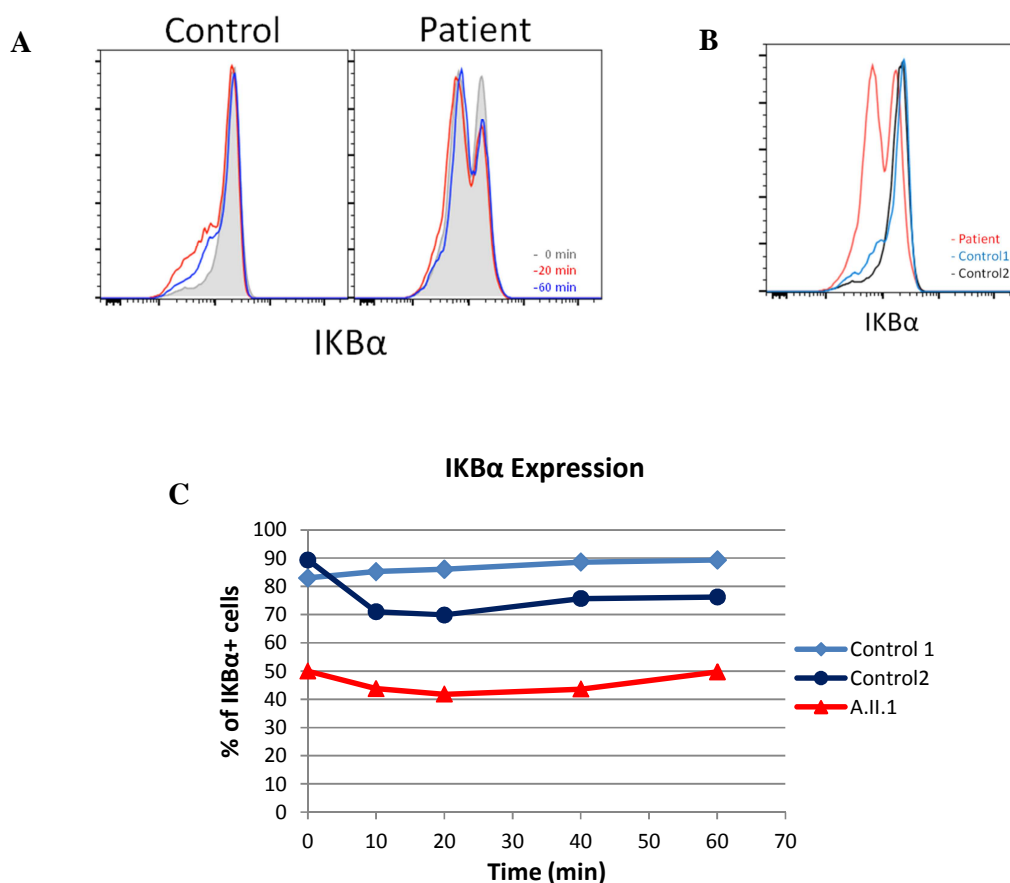 A
Control
Patient
- 0 min
-20 min
-60 min
IKBα
B
- Patient
- Control1
- Control2
IKBα
C
IKBα Expression
% of IKBα+ cells
100
90
80
70
60
50
40
30
20
10
0
0 10 20 30 40 50 60 70
Time (min)
Control 1
Control2
A.II.1